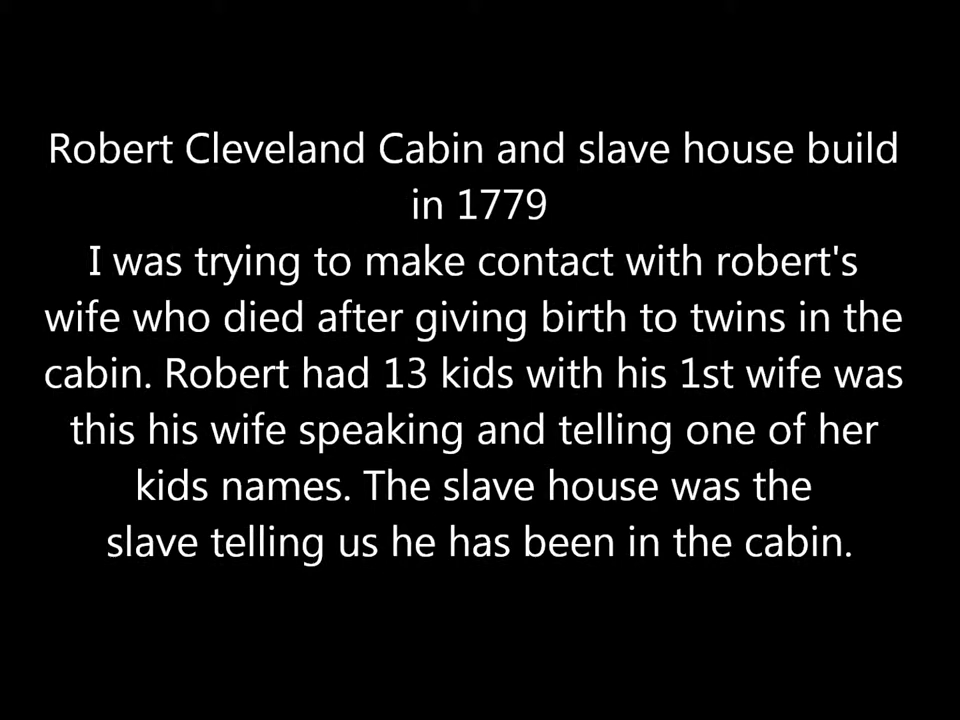 Robert Cleveland Cabin and slave house build
in 1779
I was trying to make contact with robert's
wife who died after giving birth to twins in the
cabin. Robert had 13 kids with his 1st wife was
this his wife speaking and telling one of her
kids names. The slave house was the
slave telling us he has been in the cabin.